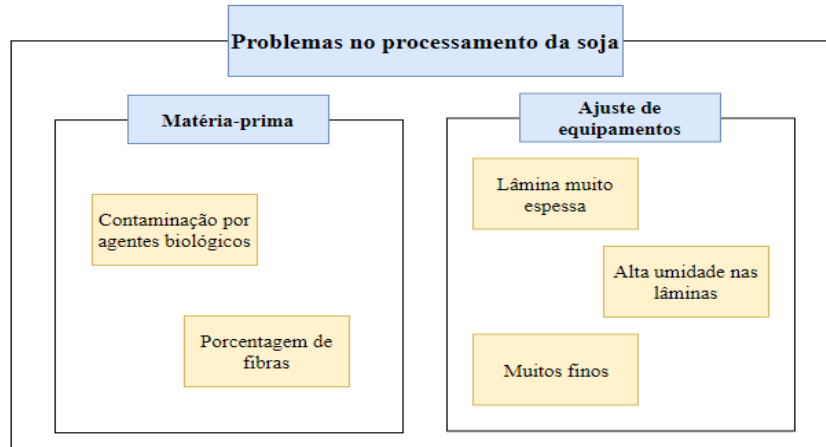 Problemas no processamento da soja
Matéria-prima
Contaminação por
agentes biológicos
Porcentagem de
fibras
Ajuste de
equipamentos
Lâmina muito
espessa
Alta umidade nas
lâminas
Muitos finos